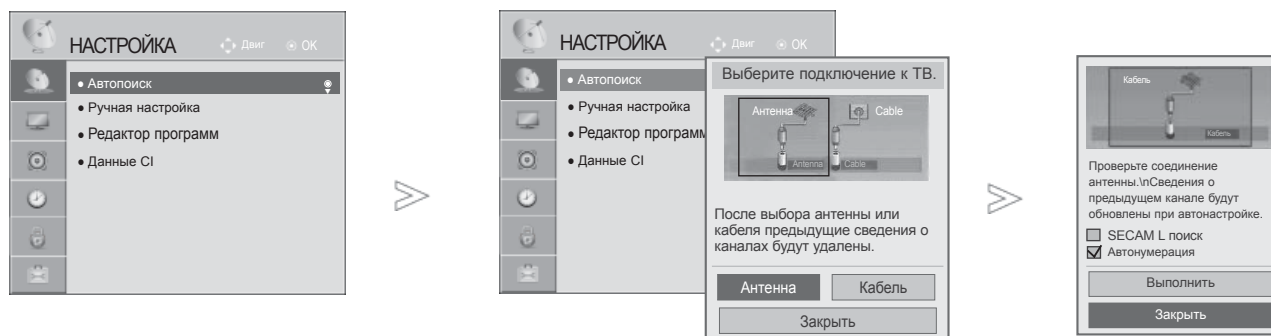 НАСТРОЙКА
Двиг OK
• Автопоиск
• Ручная настройка
• Редактор программ
• Данные CI
>
НАСТРОЙКА
Двиг OK
• Автопоиск
• Ручная настройка
• Редактор программ
• Данные CI
Выберите подключение к ТВ.
Антенна Cable
Antenna Cable
После выбора антенны или
кабеля предыдущие сведения о
каналах будут удалены.
Антенна Кабель
Закрыть
>
Кабель
Кабель
Проверьте соединение
антенны.\nСведения о
предыдущем канале будут
обновлены при автонастройке.
SECAM L поиск
Автонумерация
Выполнить
Закрыть